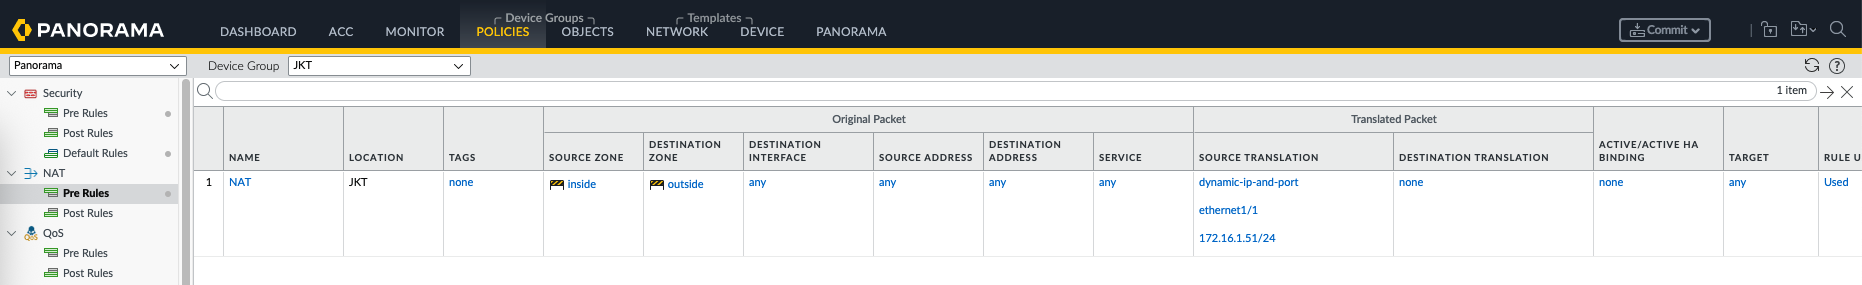 PANORAMA
Device Groups
Templates
DASHBOARD ACC MONITOR POLICIES OBJECTS NETWORK DEVICE PANORAMA
Commit
Panorama
Device Group JKT
1 item
Security
Pre Rules
Post Rules
Default Rules
NAT
Pre Rules
Post Rules
QoS
Pre Rules
Post Rules
Original Packet
Translated Packet
NAME
LOCATION
TAGS
SOURCE ZONE
DESTINATION
ZONE
DESTINATION
INTERFACE
SOURCE ADDRESS
DESTINATION
ADDRESS
SERVICE
SOURCE TRANSLATION
DESTINATION TRANSLATION
ACTIVE/ACTIVE HA
BINDING
TARGET
RULE U
1 NAT JKT none inside outside any any any any dynamic-ip-and-port none none any Used
ethernet1/1
172.16.1.51/24